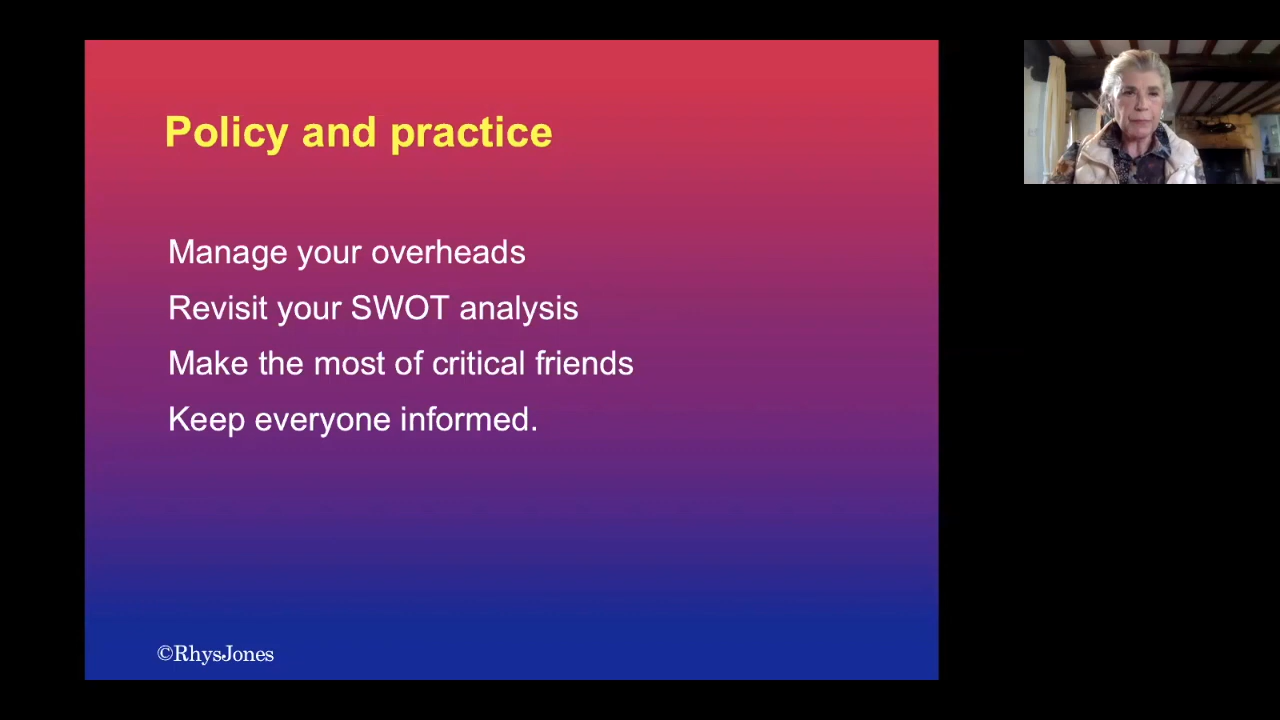 Policy and practice
Manage your overheads
Revisit your SWOT analysis
Make the most of critical friends
Keep everyone informed.
©RhysJones